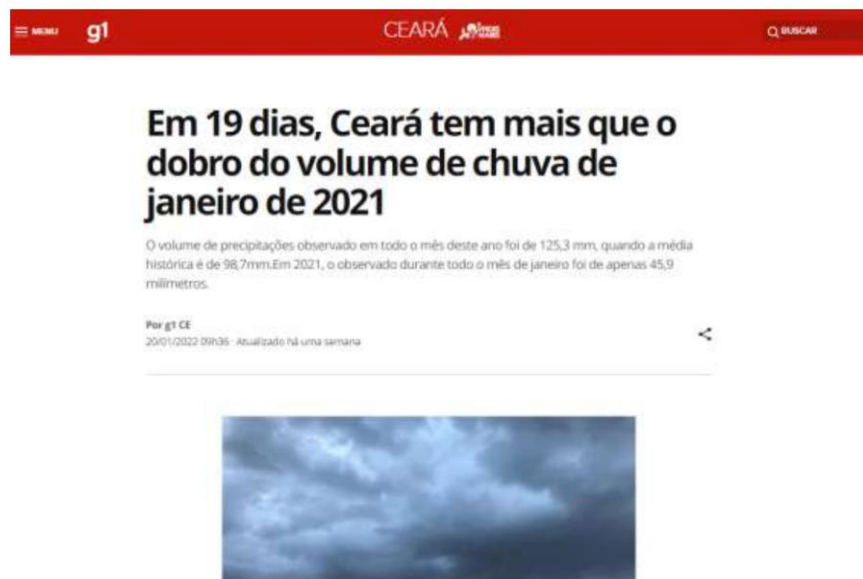 MENU
g1
CEARÁ
BUSCAR
Em 19 dias, Ceará tem mais que o
dobro do volume de chuva de
janeiro de 2021
O volume de precipitações observado em todo o mês deste ano foi de 125,3 mm, quando a média
histórica é de 98,7mm.Em 2021, o observado durante todo o mês de janeiro foi de apenas 45,9
milímetros.
Por g1 CE
20/01/2022 09h36 · Atualizado há uma semana